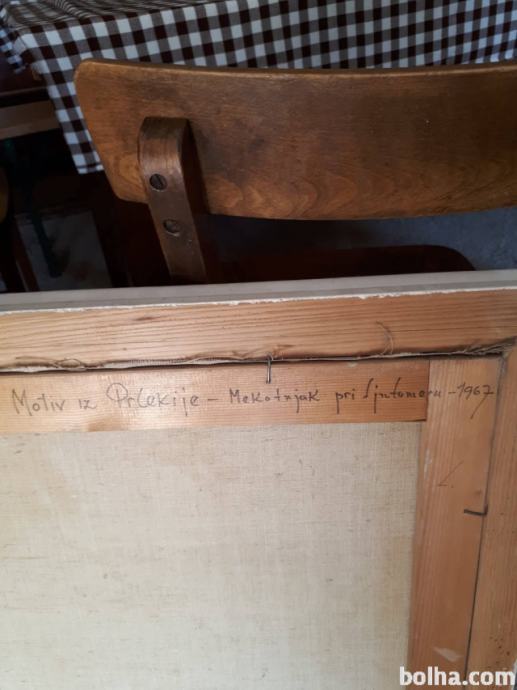 Motiv iz Prlekije - Mekotnjak pri Ljutomeru - 1967
bolha.com